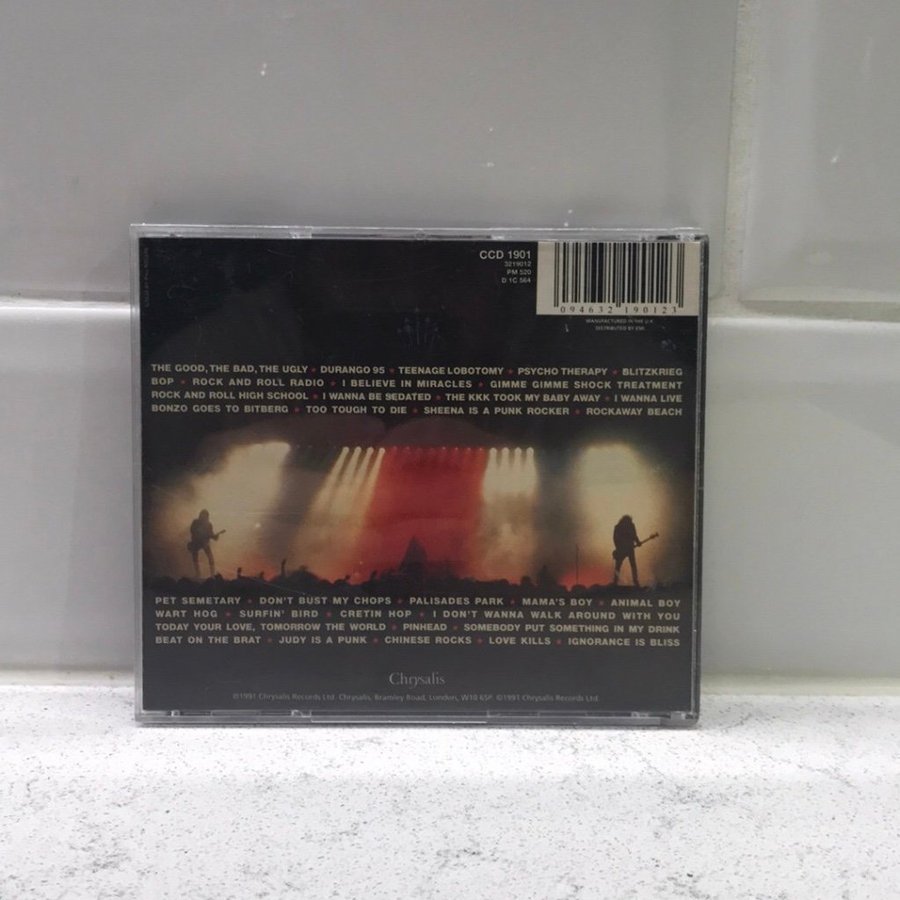 CCD 1901
3219012
PM 520
D 1C 564
094632 190123
MANUFACTURED IN THE U.K.
DISTRIBUTED BY EMI
THE GOOD, THE BAD, THE UGLY ★ DURANGO 95 ★ TEENAGE LOBOTOMY ★ PSYCHO THERAPY ★ BLITZKRIEG
BOP ★ ROCK AND ROLL RADIO ★ I BELIEVE IN MIRACLES ★ GIMME GIMME SHOCK TREATMENT
ROCK AND ROLL HIGH SCHOOL ★ I WANNA BE SEDATED ★ THE KKK TOOK MY BABY AWAY ★ I WANNA LIVE
BONZO GOES TO BITBERG ★ TOO TOUGH TO DIE ★ SHEENA IS A PUNK ROCKER ★ ROCKAWAY BEACH
PET SEMETARY ★ DON'T BUST MY CHOPS ★ PALISADES PARK ★ MAMA'S BOY ★ ANIMAL BOY
WART HOG ★ SURFIN' BIRD ★ CRETIN HOP ★ I DON'T WANNA WALK AROUND WITH YOU
TODAY YOUR LOVE, TOMORROW THE WORLD ★ PINHEAD ★ SOMEBODY PUT SOMETHING IN MY DRINK
BEAT ON THE BRAT ★ JUDY IS A PUNK ★ CHINESE ROCKS ★ LOVE KILLS ★ IGNORANCE IS BLISS
Chrysalis
©1991 Chrysalis Records Ltd. Chrysalis, Bramley Road, London, W10 6SP. ©1991 Chrysalis Records Ltd.